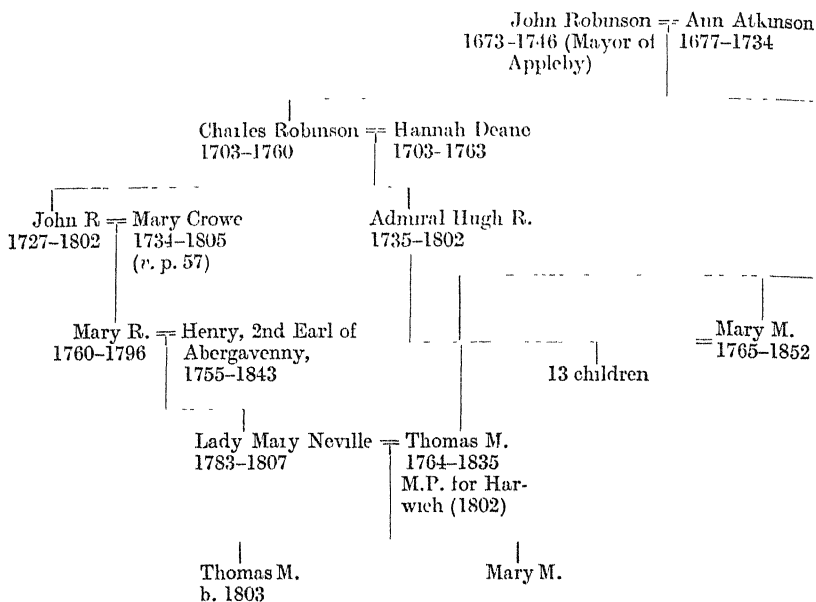 John Robinson = Ann Atkinson
1673-1746 (Mayor of 1677-1734
Appleby)
Charles Robinson = Hannah Deane
1703-1760 1703-1763
John R = Mary Crowe Admiral Hugh R.
1727-1802 1734-1805 1735-1802
(v. p. 57)
Mary R. = Henry, 2nd Earl of = Mary M.
1760-1796 Abergavenny, 1765-1852
1755-1843 13 children
Lady Mary Neville = Thomas M.
1783-1807 1764-1835
M.P. for Har-
wich (1802)
Thomas M. Mary M.
b. 1803